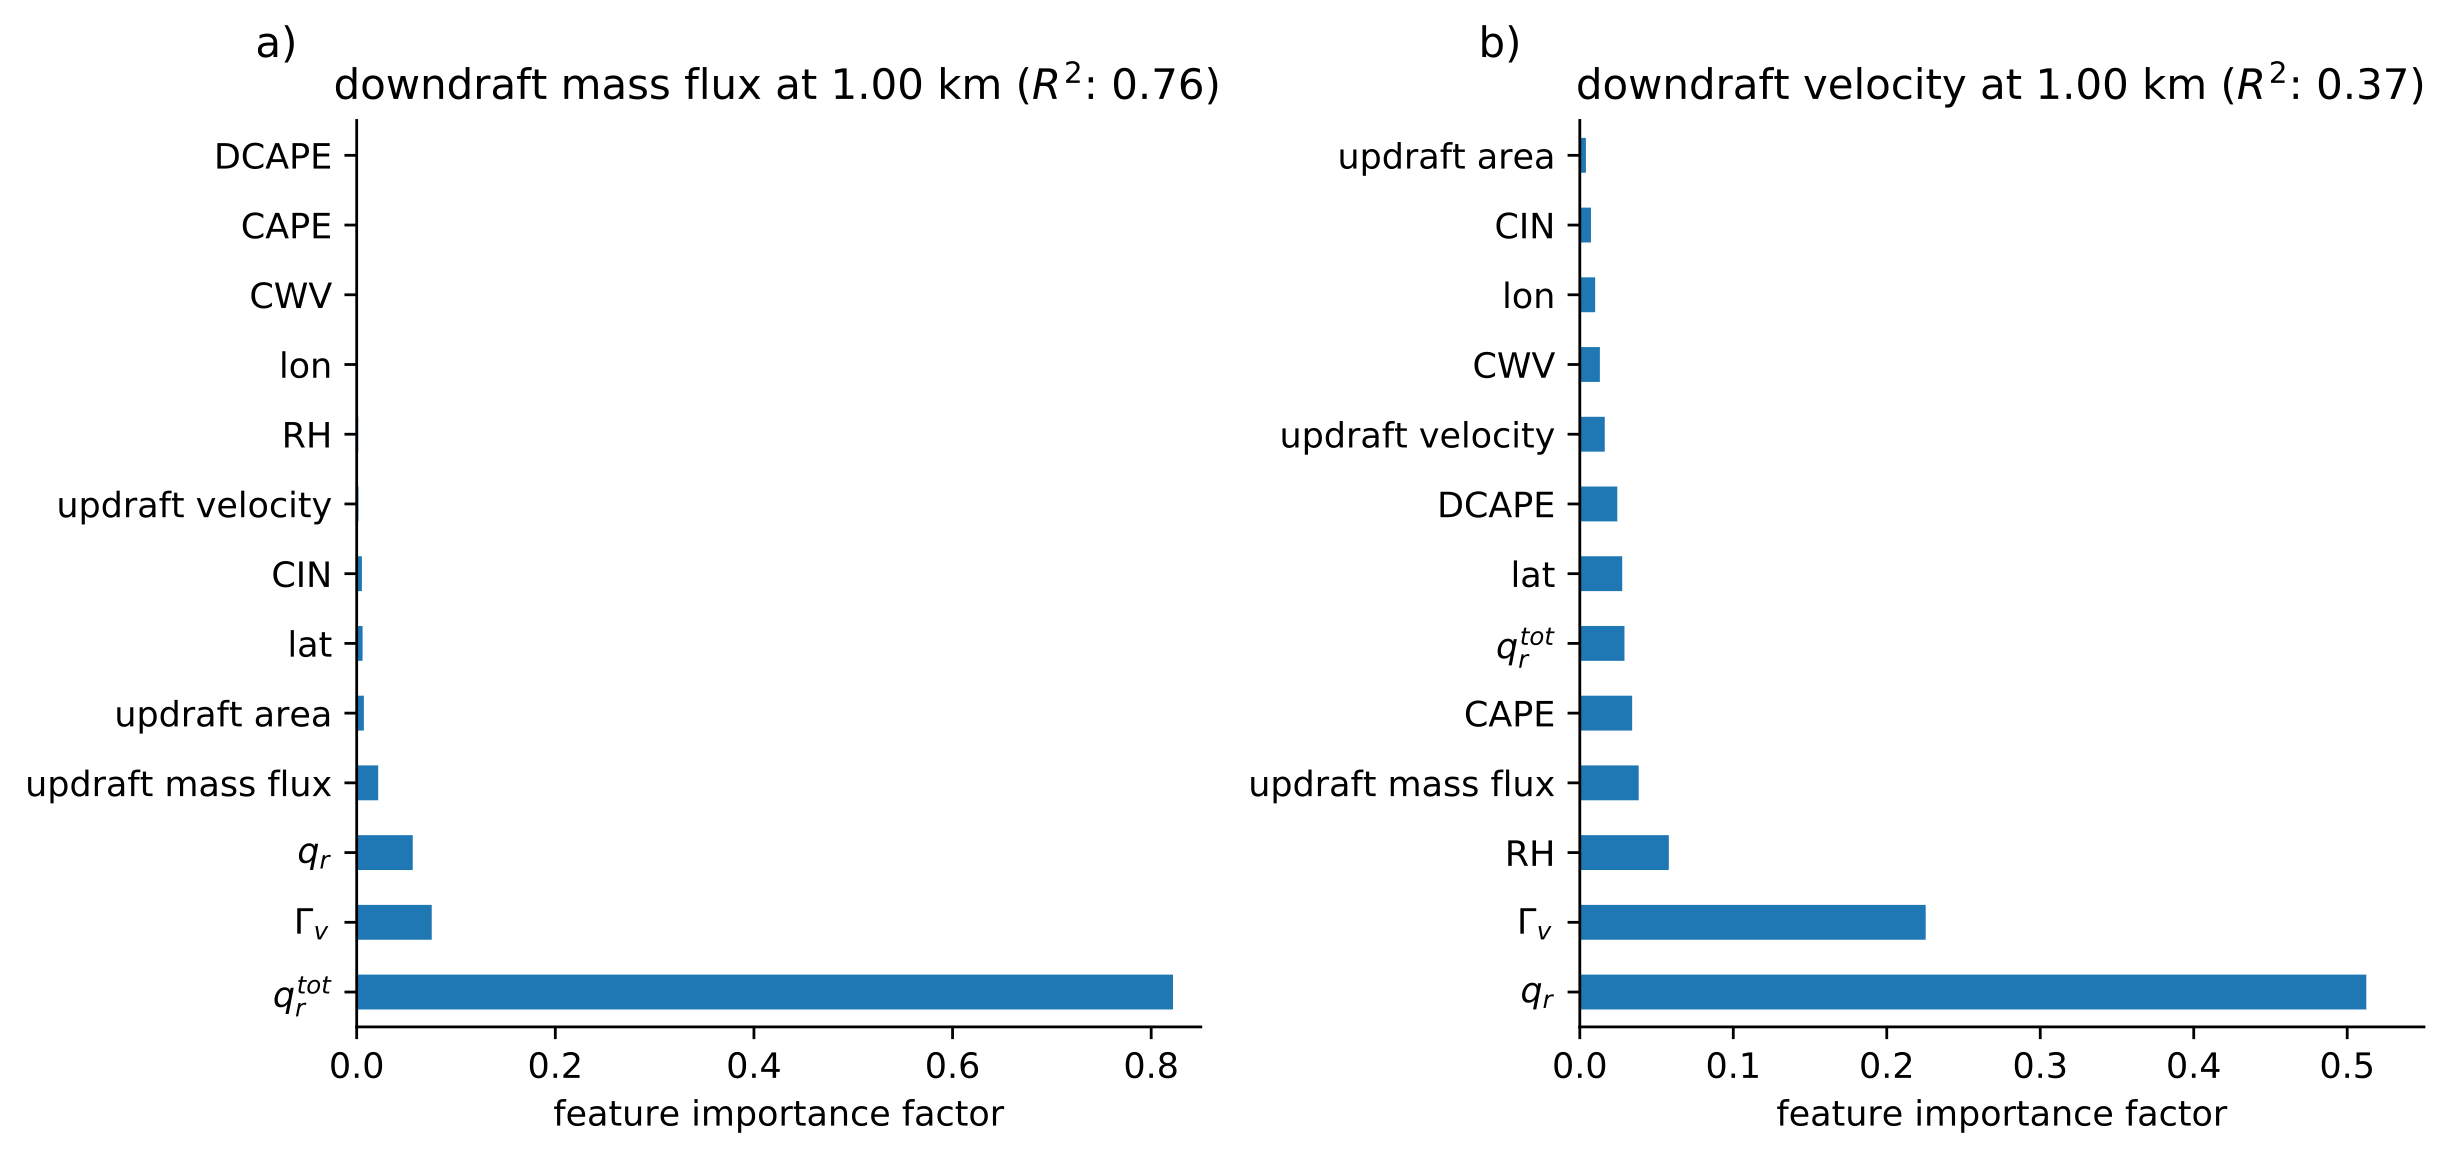 a)
downdraft mass flux at 1.00 km (R²: 0.76)
DCAPE
CAPE
CWV
lon
RH
updraft velocity
CIN
lat
updraft area
updraft mass flux
q_r
Γ_v
q_r^tot
0.0 0.2 0.4 0.6 0.8
feature importance factor
b)
downdraft velocity at 1.00 km (R²: 0.37)
updraft area
CIN
lon
CWV
updraft velocity
DCAPE
lat
q_r^tot
CAPE
updraft mass flux
RH
Γ_v
q_r
0.0 0.1 0.2 0.3 0.4 0.5
feature importance factor